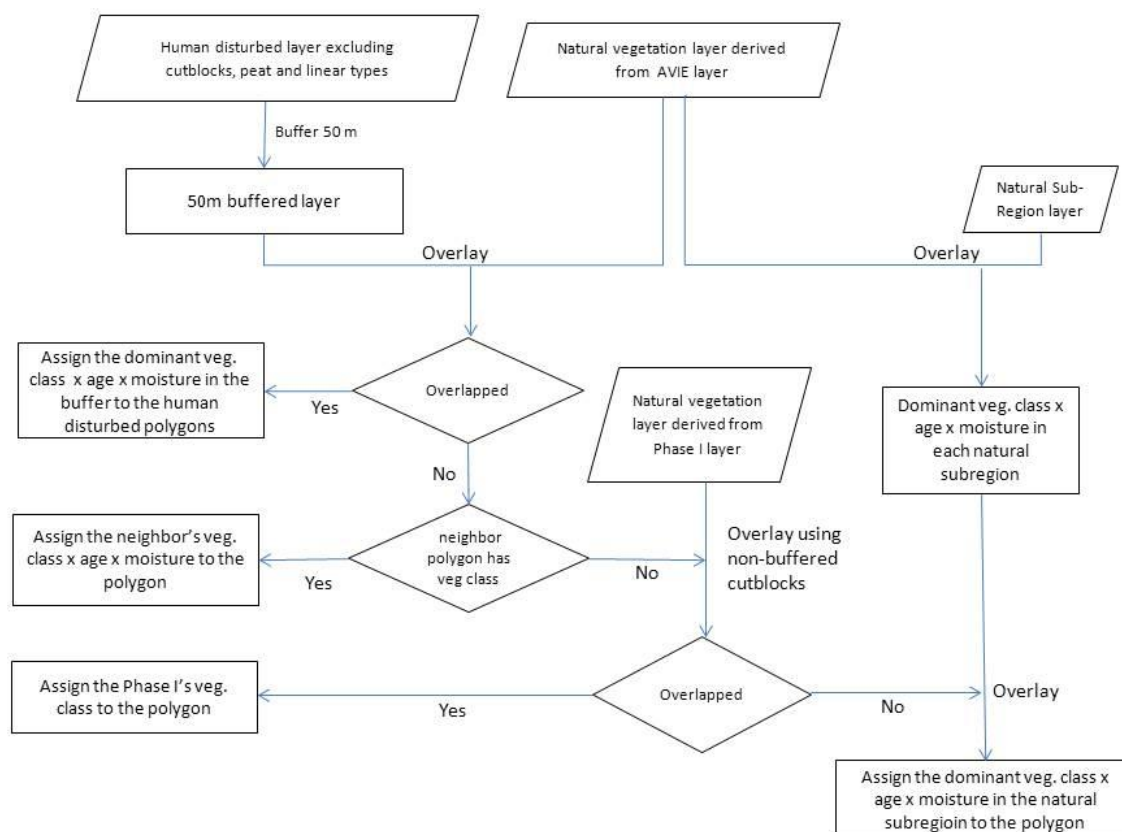 Human disturbed layer excluding
cutblocks, peat and linear types
Natural vegetation layer derived
from AVIE layer
Buffer 50 m
50m buffered layer
Natural Sub-
Region layer
Overlay
Overlay
Assign the dominant veg.
class x age x moisture in the
buffer to the human
disturbed polygons
Yes
Overlapped
Natural vegetation
layer derived from
Phase I layer
Dominant veg. class x
age x moisture in
each natural
subregion
No
Assign the neighbor's veg.
class x age x moisture to the
polygon
Yes
neighbor
polygon has
veg class
No
Overlay using
non-buffered
cutblocks
Assign the Phase I's veg.
class to the polygon
Yes
Overlapped
No
Overlay
Assign the dominant veg. class x
age x moisture in the natural
subregioin to the polygon